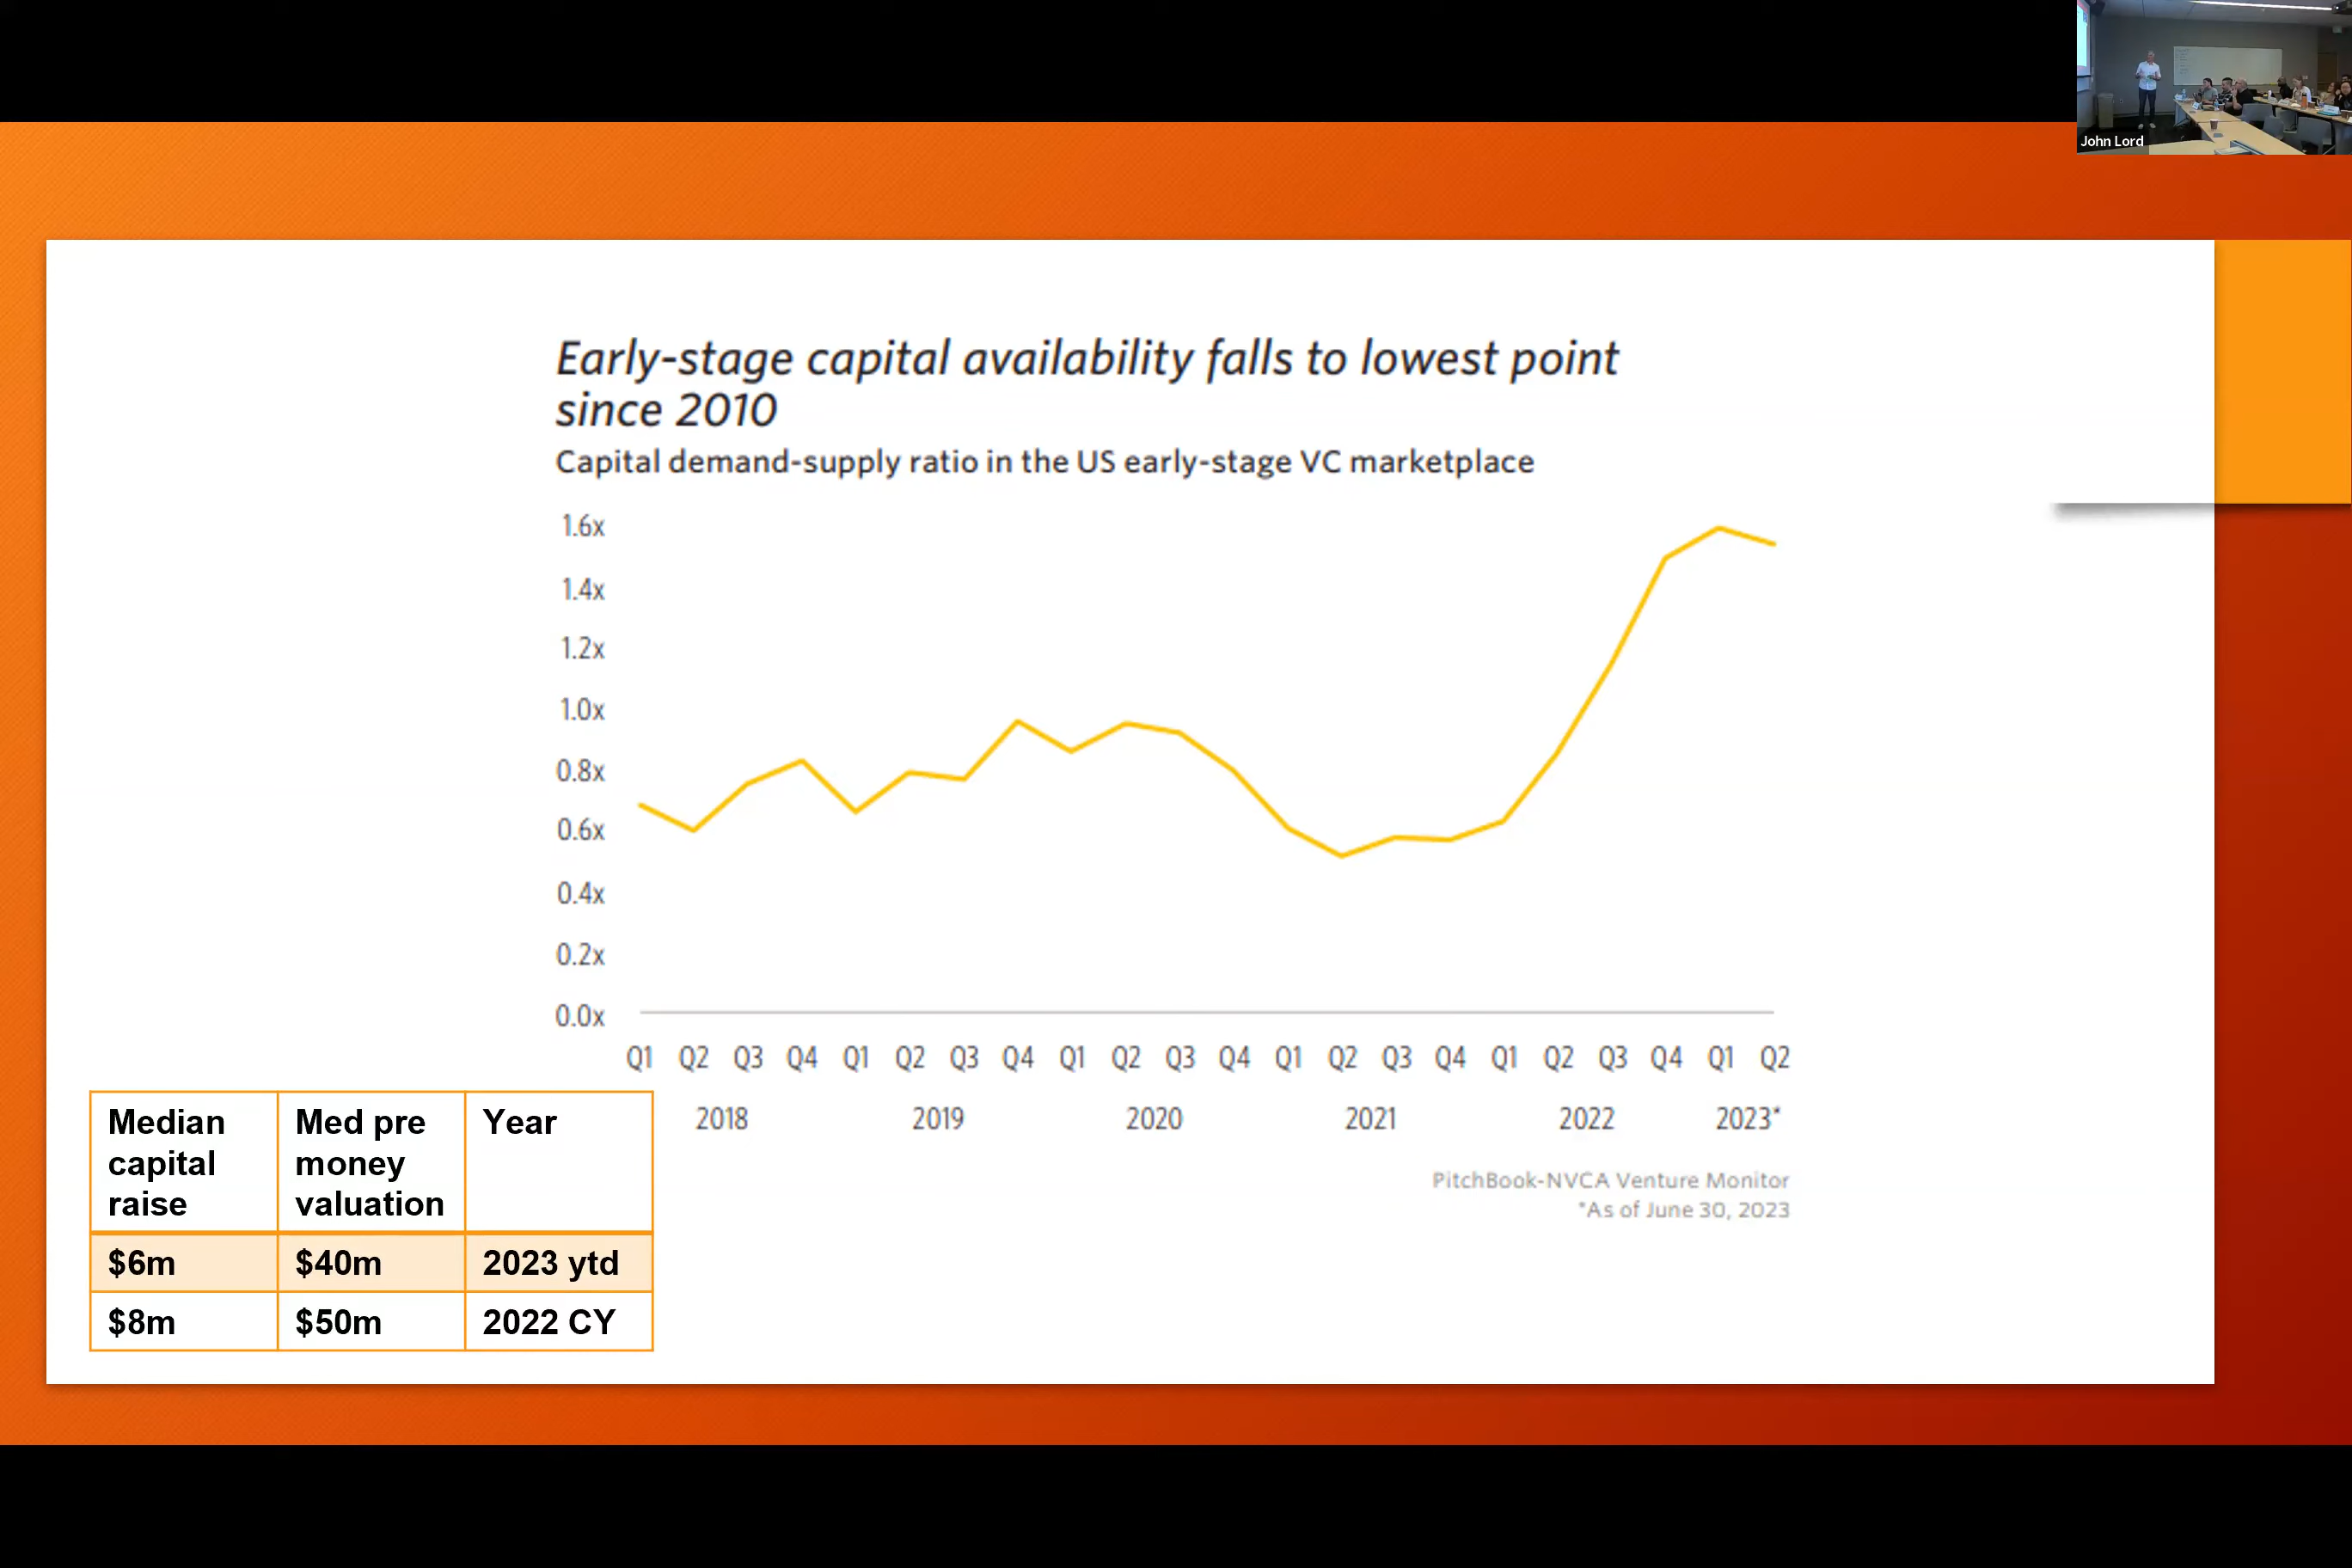 John Lord
Early-stage capital availability falls to lowest point
since 2010
Capital demand-supply ratio in the US early-stage VC marketplace
1.6x
1.4x
1.2x
1.0x
0.8x
0.6x
0.4x
0.2x
0.0x
Q1 Q2 Q3 Q4 Q1 Q2 Q3 Q4 Q1 Q2 Q3 Q4 Q1 Q2 Q3 Q4 Q1 Q2 Q3 Q4 Q1 Q2
2018 2019 2020 2021 2022 2023*
PitchBook-NVCA Venture Monitor
*As of June 30, 2023
Median capital raise Med pre money valuation Year
$6m $40m 2023 ytd
$8m $50m 2022 CY